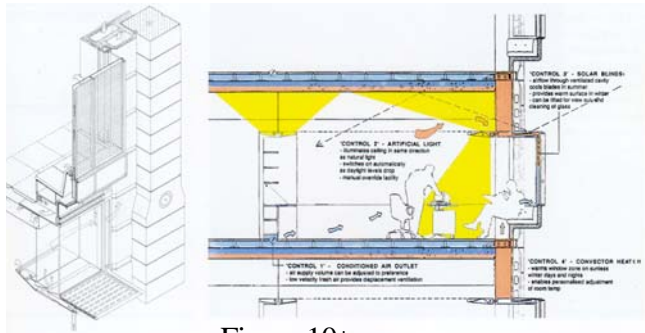 'CONTROL 3' - SOLAR BLINDS:
- airflow through ventilated cavity
cools blades in summer
- provides warm surface in winter
- can be lifted for view out and
cleaning of glass
'CONTROL 2' - ARTIFICIAL LIGHT
- illuminates ceiling in same direction
as natural light
- switches on automatically
as daylight levels drop
- manual override facility
'CONTROL 1' - CONDITIONED AIR OUTLET
- air supply volume can be adjusted to preference
- low velocity fresh air provides displacement ventilation
'CONTROL 4' - CONVECTOR
- warms window zone on sunless
winter days and nights
- enables personalised adjustment
of room temp